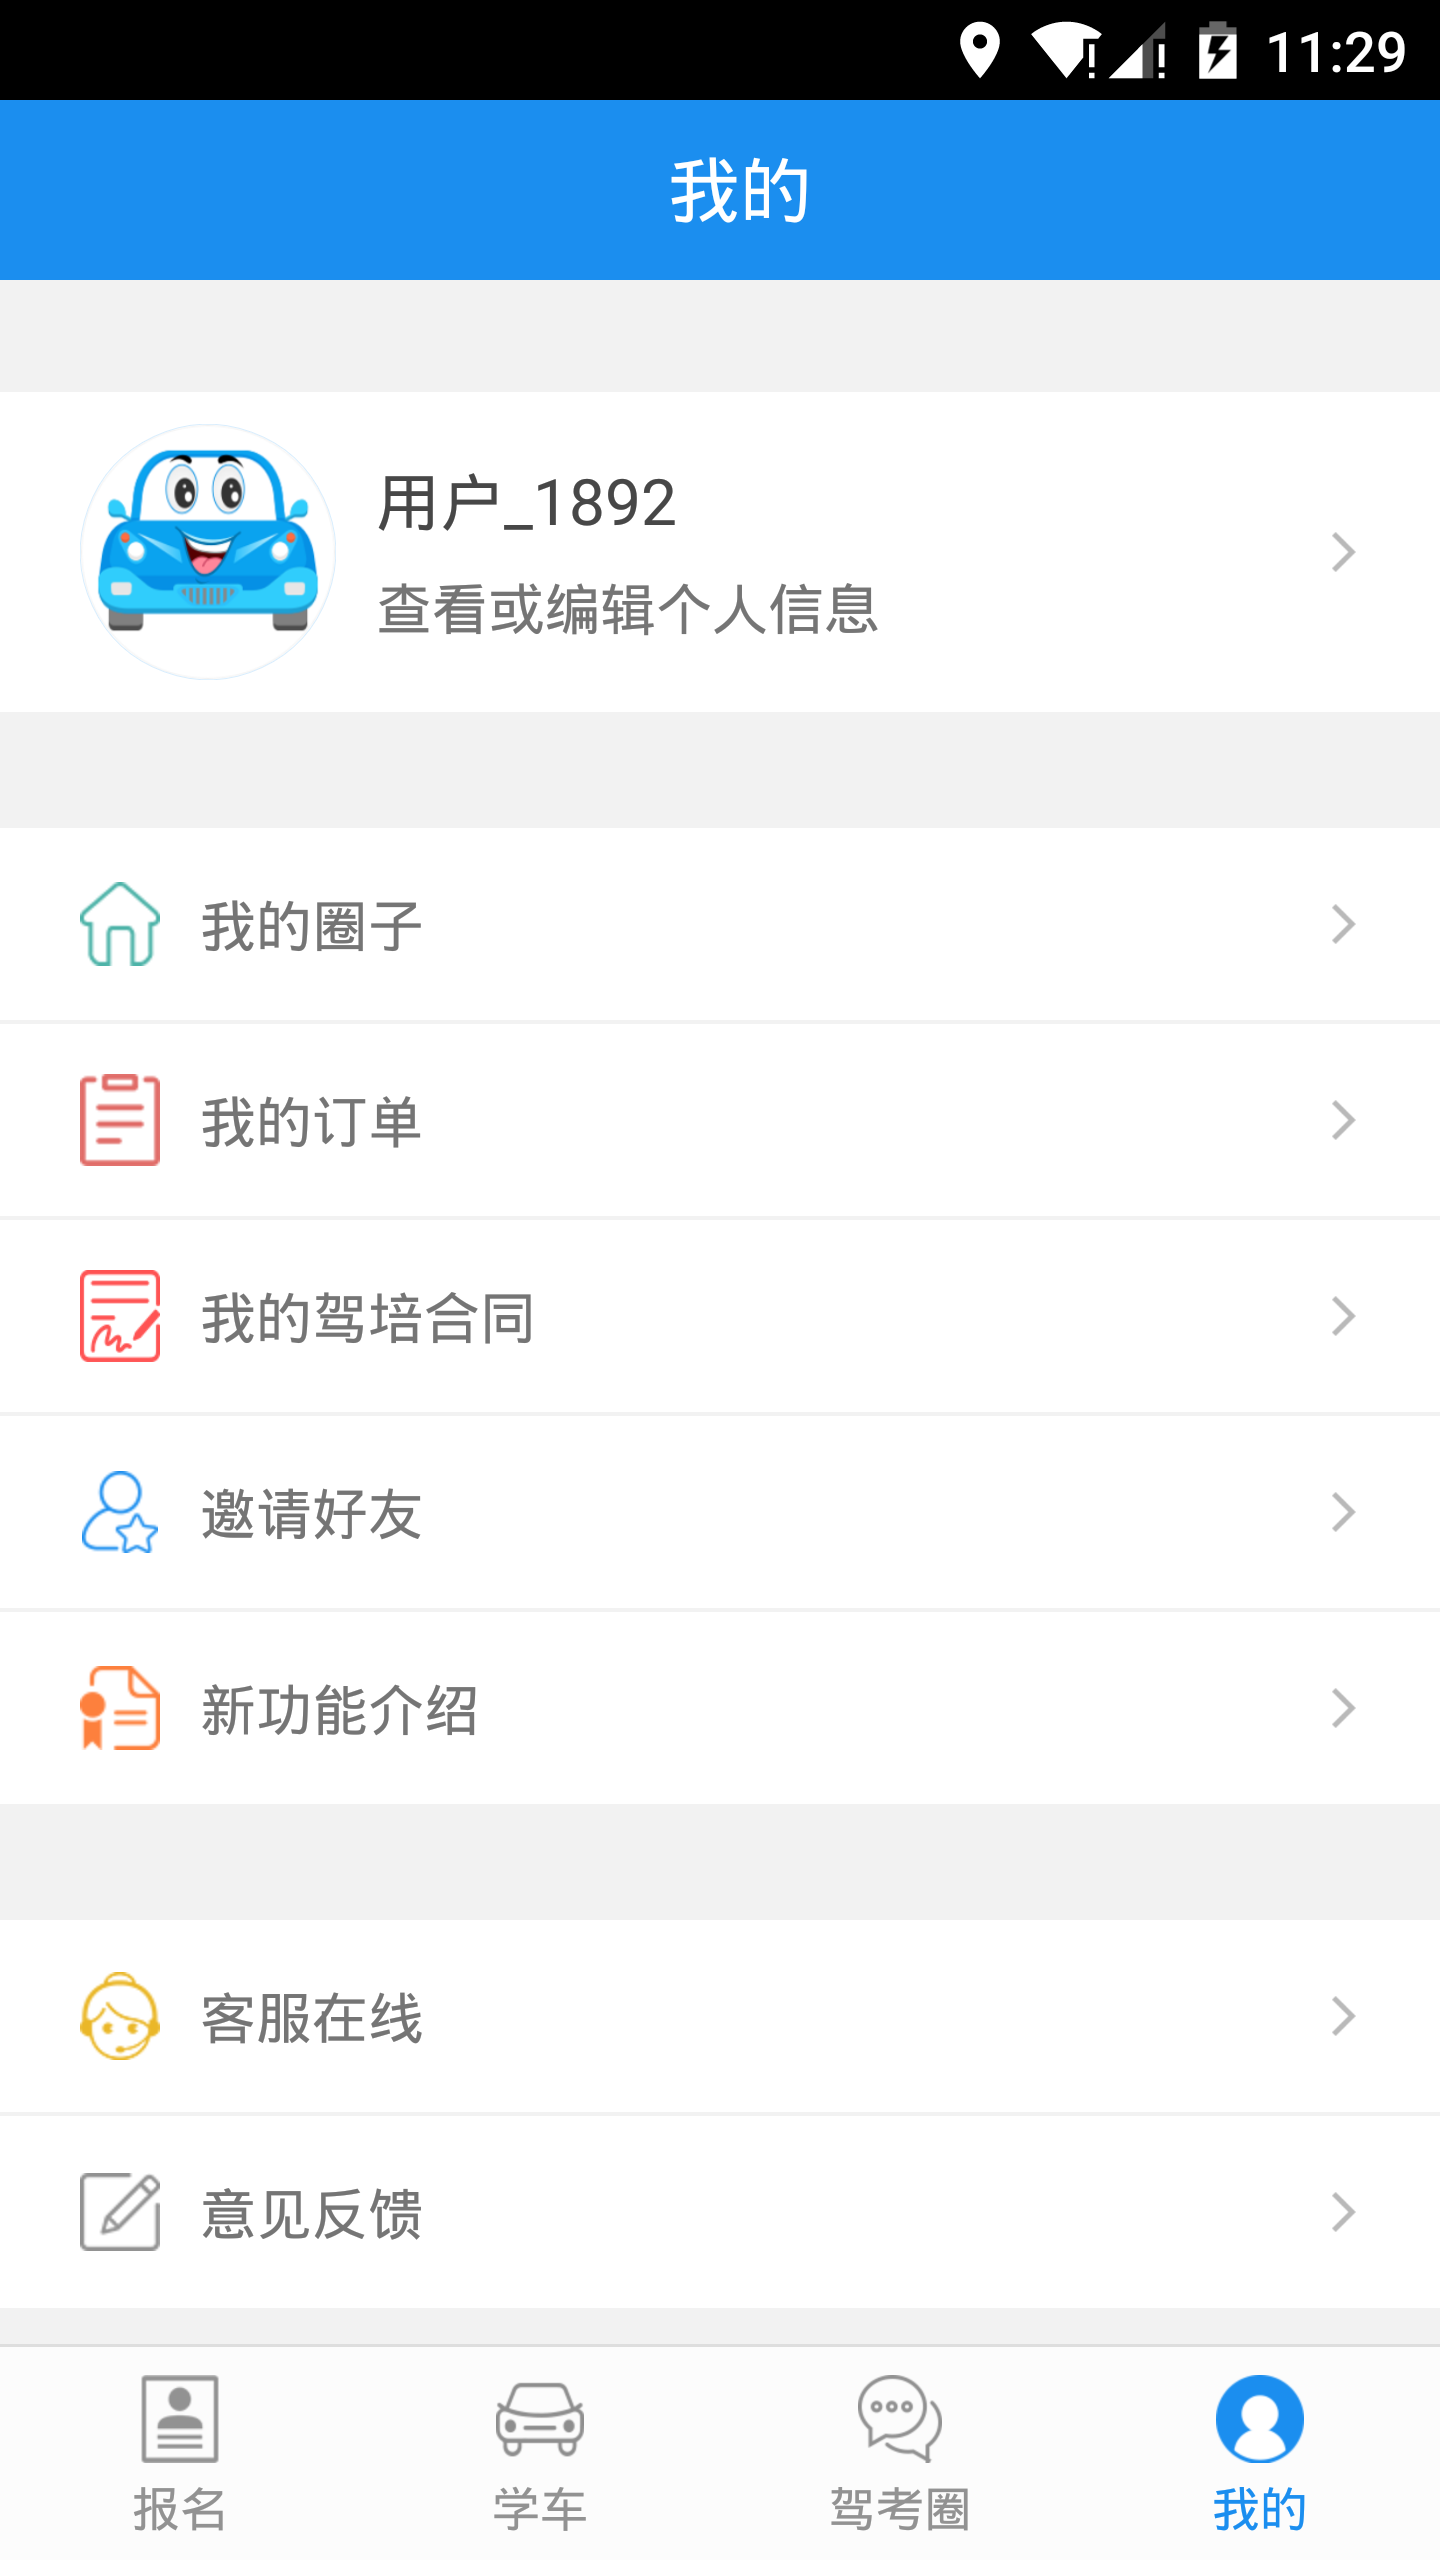 11:29
我的
用户_1892
查看或编辑个人信息
我的圈子
我的订单
我的驾培合同
邀请好友
新功能介绍
客服在线
意见反馈
报名
学车
驾考圈
我的